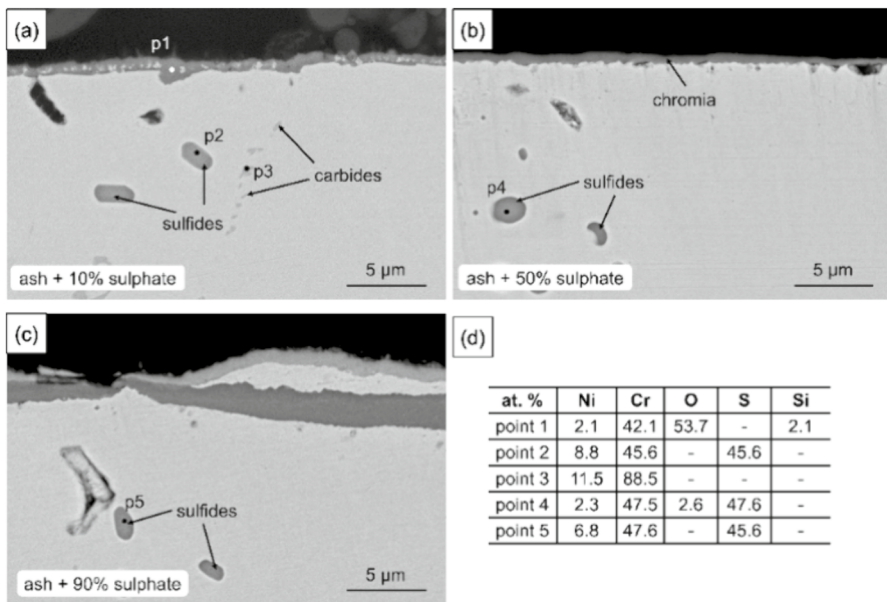 (a)
p1
p2
p3
carbides
sulfides
ash + 10% sulphate
5 µm
(b)
chromia
p4
sulfides
ash + 50% sulphate
5 µm
(c)
p5
sulfides
ash + 90% sulphate
5 µm
(d)
at. % Ni Cr O S Si
point 1 2.1 42.1 53.7 - 2.1
point 2 8.8 45.6 - 45.6 -
point 3 11.5 88.5 - - -
point 4 2.3 47.5 2.6 47.6 -
point 5 6.8 47.6 - 45.6 -